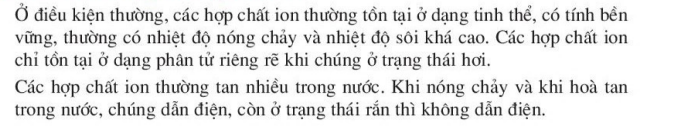 Ở điều kiện thường, các hợp chất ion thường tồn tại ở dạng tinh thể, có tính bền
vững, thường có nhiệt độ nóng chảy và nhiệt độ sôi khá cao. Các hợp chất ion
chỉ tồn tại ở dạng phân tử riêng rẽ khi chúng ở trạng thái hơi.
Các hợp chất ion thường tan nhiều trong nước. Khi nóng chảy và khi hoà tan
trong nước, chúng dẫn điện, còn ở trạng thái rắn thì không dẫn điện.